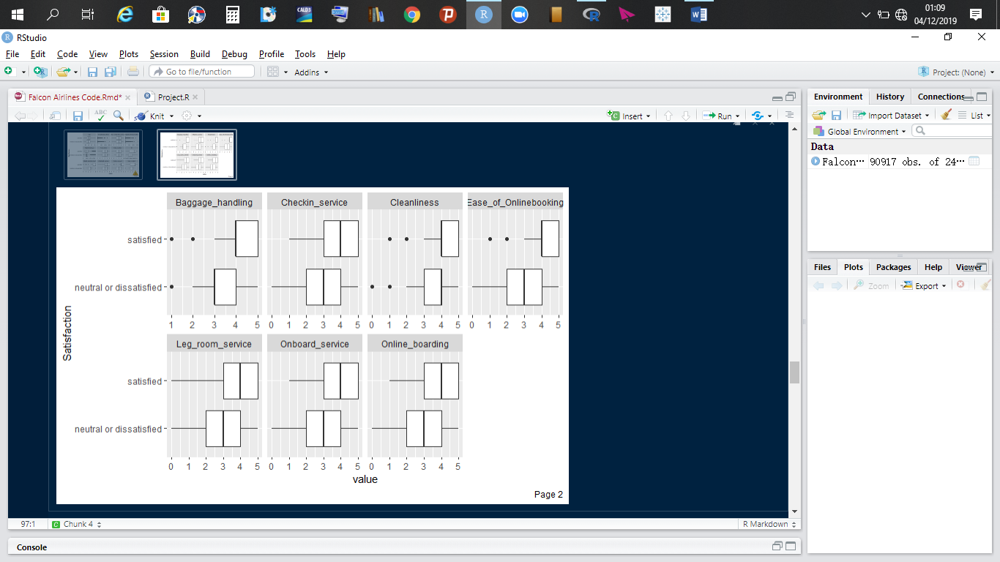 01:09
04/12/2019
CALD3
RStudio
File Edit Code View Plots Session Build Debug Profile Tools Help
Go to file/function Addins Project: (None)
Falcon Airlines Code.Rmd* Project.R
ABC Knit Insert Run
Baggage_handling Checkin_service Cleanliness Ease_of_Onlinebooking
satisfied
neutral or dissatisfied
1 2 3 4 5 0 1 2 3 4 5 0 1 2 3 4 5 0 1 2 3 4 5
Satisfaction
Leg_room_service Onboard_service Online_boarding
satisfied
neutral or dissatisfied
0 1 2 3 4 5 0 1 2 3 4 5 0 1 2 3 4 5
value
Page 2
97:1 Chunk 4 R Markdown
Console
Environment History Connections
Import Dataset List
Global Environment
Data
Falcon… 90917 obs. of 24…
Files Plots Packages Help Viewer
Zoom Export